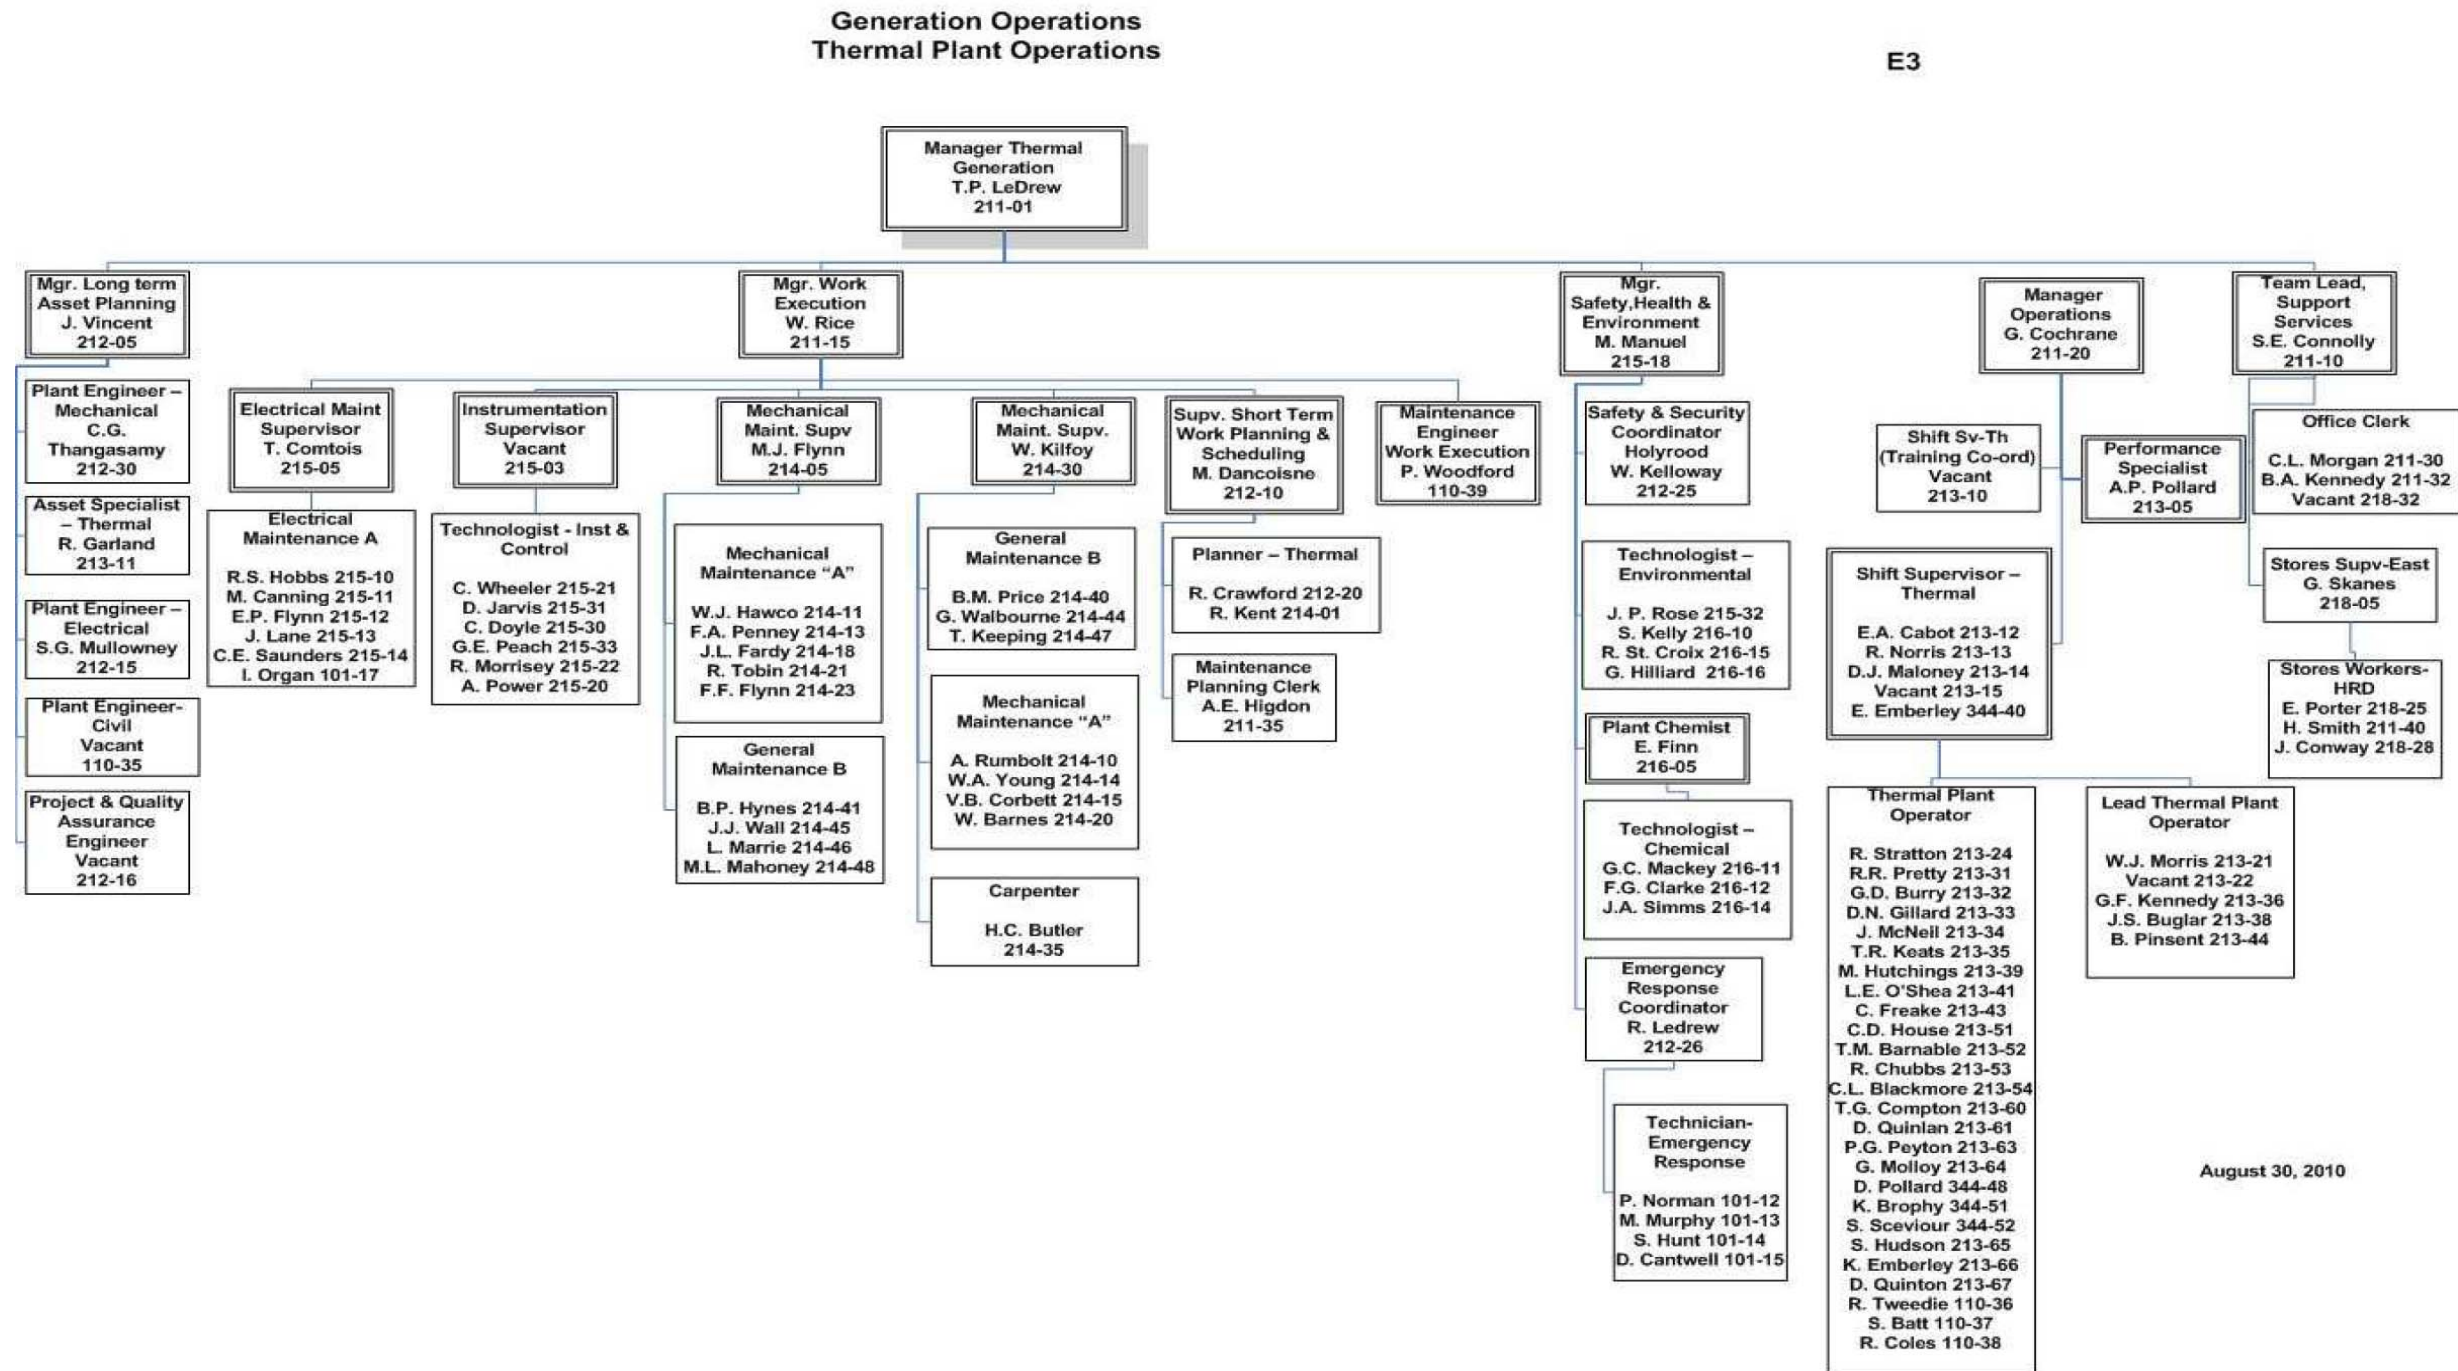 Generation Operations
Thermal Plant Operations
E3
Manager Thermal
Generation
T.P. LeDrew
211-01
Mgr. Long term
Asset Planning
J. Vincent
212-05
Plant Engineer –
Mechanical
C.G.
Thangasamy
212-30
Asset Specialist
– Thermal
R. Garland
213-11
Plant Engineer –
Electrical
S.G. Mullowney
212-15
Plant Engineer-
Civil
Vacant
110-35
Project & Quality
Assurance
Engineer
Vacant
212-16
Mgr. Work
Execution
W. Rice
211-15
Electrical Maint
Supervisor
T. Comtois
215-05
Electrical
Maintenance A
R.S. Hobbs 215-10
M. Canning 215-11
E.P. Flynn 215-12
J. Lane 215-13
C.E. Saunders 215-14
I. Organ 101-17
Instrumentation
Supervisor
Vacant
215-03
Technologist - Inst &
Control
C. Wheeler 215-21
D. Jarvis 215-31
C. Doyle 215-30
G.E. Peach 215-33
R. Morrisey 215-22
A. Power 215-20
Mechanical
Maint. Supv
M.J. Flynn
214-05
Mechanical
Maintenance “A”
W.J. Hawco 214-11
F.A. Penney 214-13
J.L. Fardy 214-18
R. Tobin 214-21
F.F. Flynn 214-23
General
Maintenance B
B.P. Hynes 214-41
J.J. Wall 214-45
L. Marrie 214-46
M.L. Mahoney 214-48
Mechanical
Maint. Supv.
W. Kilfoy
214-30
General
Maintenance B
B.M. Price 214-40
G. Walbourne 214-44
T. Keeping 214-47
Mechanical
Maintenance “A”
A. Rumbolt 214-10
W.A. Young 214-14
V.B. Corbett 214-15
W. Barnes 214-20
Carpenter
H.C. Butler
214-35
Supv. Short Term
Work Planning &
Scheduling
M. Dancoisne
212-10
Planner – Thermal
R. Crawford 212-20
R. Kent 214-01
Maintenance
Planning Clerk
A.E. Higdon
211-35
Maintenance
Engineer
Work Execution
P. Woodford
110-39
Mgr.
Safety,Health &
Environment
M. Manuel
215-18
Safety & Security
Coordinator
Holyrood
W. Kelloway
212-25
Technologist –
Environmental
J. P. Rose 215-32
S. Kelly 216-10
R. St. Croix 216-15
G. Hilliard 216-16
Plant Chemist
E. Finn
216-05
Technologist –
Chemical
G.C. Mackey 216-11
F.G. Clarke 216-12
J.A. Simms 216-14
Emergency
Response
Coordinator
R. Ledrew
212-26
Technician-
Emergency
Response
P. Norman 101-12
M. Murphy 101-13
S. Hunt 101-14
D. Cantwell 101-15
Manager
Operations
G. Cochrane
211-20
Shift Sv-Th
(Training Co-ord)
Vacant
213-10
Performance
Specialist
A.P. Pollard
213-05
Shift Supervisor –
Thermal
E.A. Cabot 213-12
R. Norris 213-13
D.J. Maloney 213-14
Vacant 213-15
E. Emberley 344-40
Thermal Plant
Operator
R. Stratton 213-24
R.R. Pretty 213-31
G.D. Burry 213-32
D.N. Gillard 213-33
J. McNeil 213-34
T.R. Keats 213-35
M. Hutchings 213-39
L.E. O'Shea 213-41
C. Freake 213-43
C.D. House 213-51
T.M. Barnable 213-52
R. Chubbs 213-53
C.L. Blackmore 213-54
T.G. Compton 213-60
D. Quinlan 213-61
P.G. Peyton 213-63
G. Molloy 213-64
D. Pollard 344-48
K. Brophy 344-51
S. Sceviour 344-52
S. Hudson 213-65
K. Emberley 213-66
D. Quinton 213-67
R. Tweedie 110-36
S. Batt 110-37
R. Coles 110-38
Lead Thermal Plant
Operator
W.J. Morris 213-21
Vacant 213-22
G.F. Kennedy 213-36
J.S. Buglar 213-38
B. Pinsent 213-44
Team Lead,
Support
Services
S.E. Connolly
211-10
Office Clerk
C.L. Morgan 211-30
B.A. Kennedy 211-32
Vacant 218-32
Stores Supv-East
G. Skanes
218-05
Stores Workers-
HRD
E. Porter 218-25
H. Smith 211-40
J. Conway 218-28
August 30, 2010